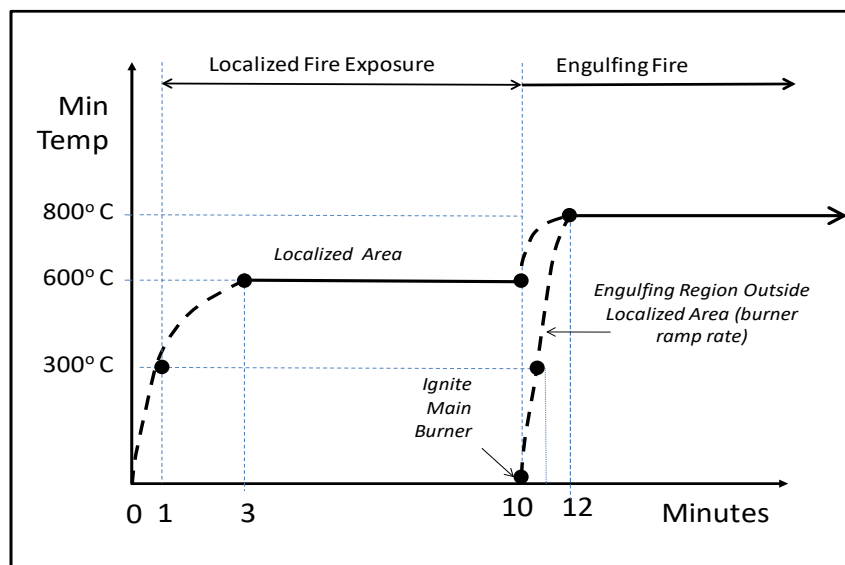 Localized Fire Exposure
Engulfing Fire
Min
Temp
800° C
600° C
300° C
Localized Area
Engulfing Region Outside
Localized Area (burner
ramp rate)
Ignite
Main
Burner
0
1
3
10
12
Minutes